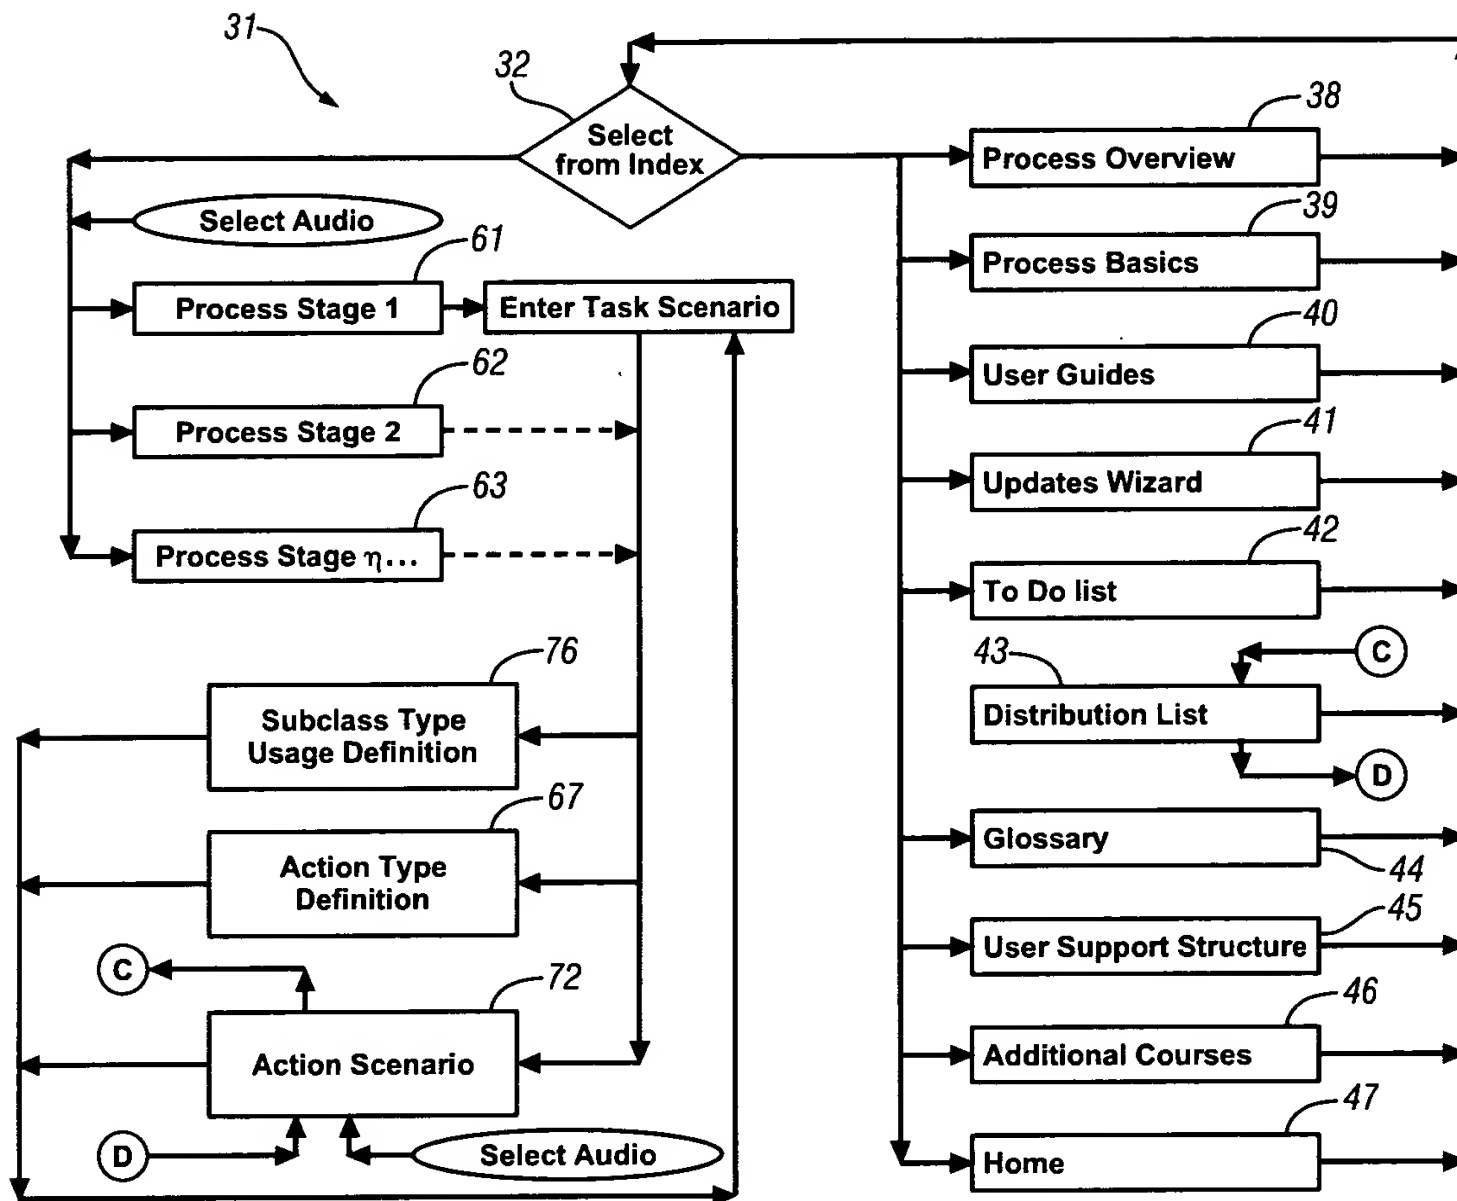 31
32
Select
from Index
38
Process Overview
Select Audio
39
Process Basics
61
Process Stage 1
Enter Task Scenario
40
User Guides
62
Process Stage 2
41
Updates Wizard
63
Process Stage η...
42
To Do list
43
C
Distribution List
D
76
Subclass Type
Usage Definition
67
Action Type
Definition
Glossary
44
45
User Support Structure
C
72
Action Scenario
46
Additional Courses
D
Select Audio
47
Home